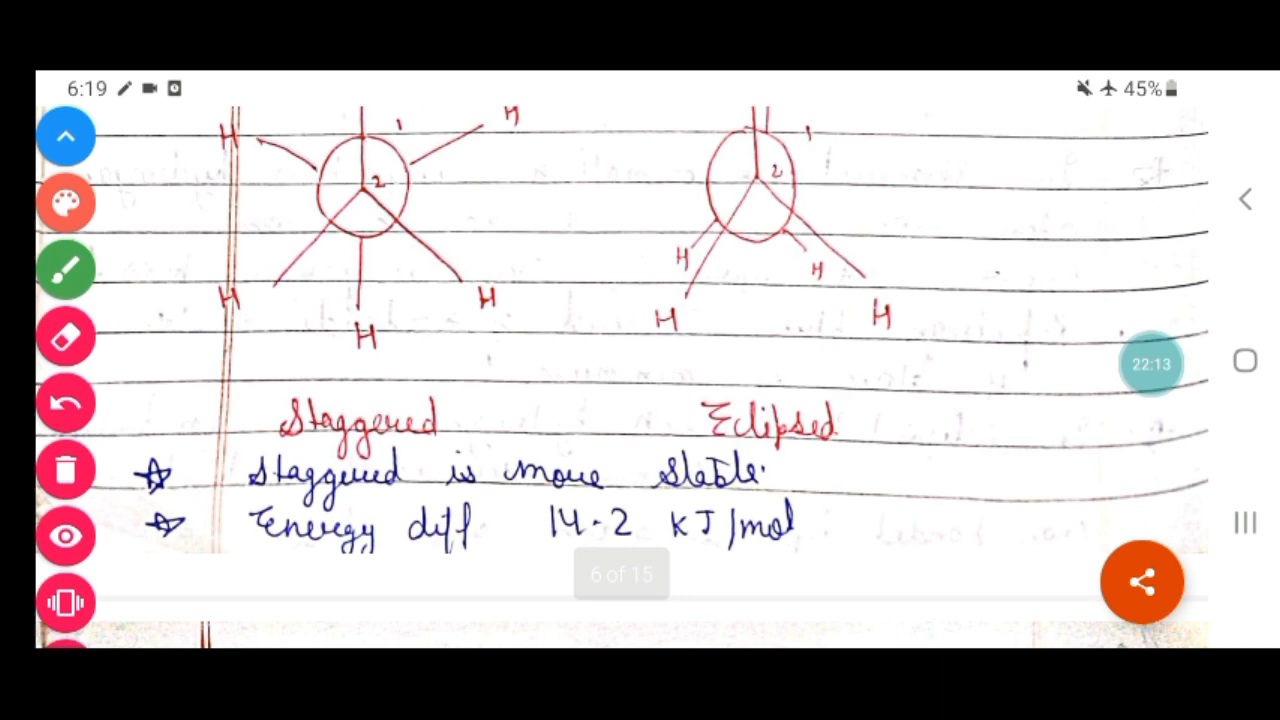 6:19 45%
H 1 H 1
2 2
H H
H H H H
H
22:13
Staggered Eclipsed
Staggered is more stable.
Energy diff 14.2 KJ/mol
6 of 15